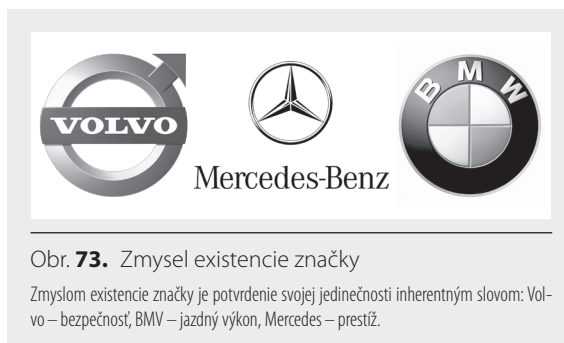 VOLVO
Mercedes-Benz
BMW
Obr. 73. Zmysel existencie značky
Zmyslom existencie značky je potvrdenie svojej jedinečnosti inherentným slovom: Vol-
vo – bezpečnosť, BMV – jazdný výkon, Mercedes – prestíž.